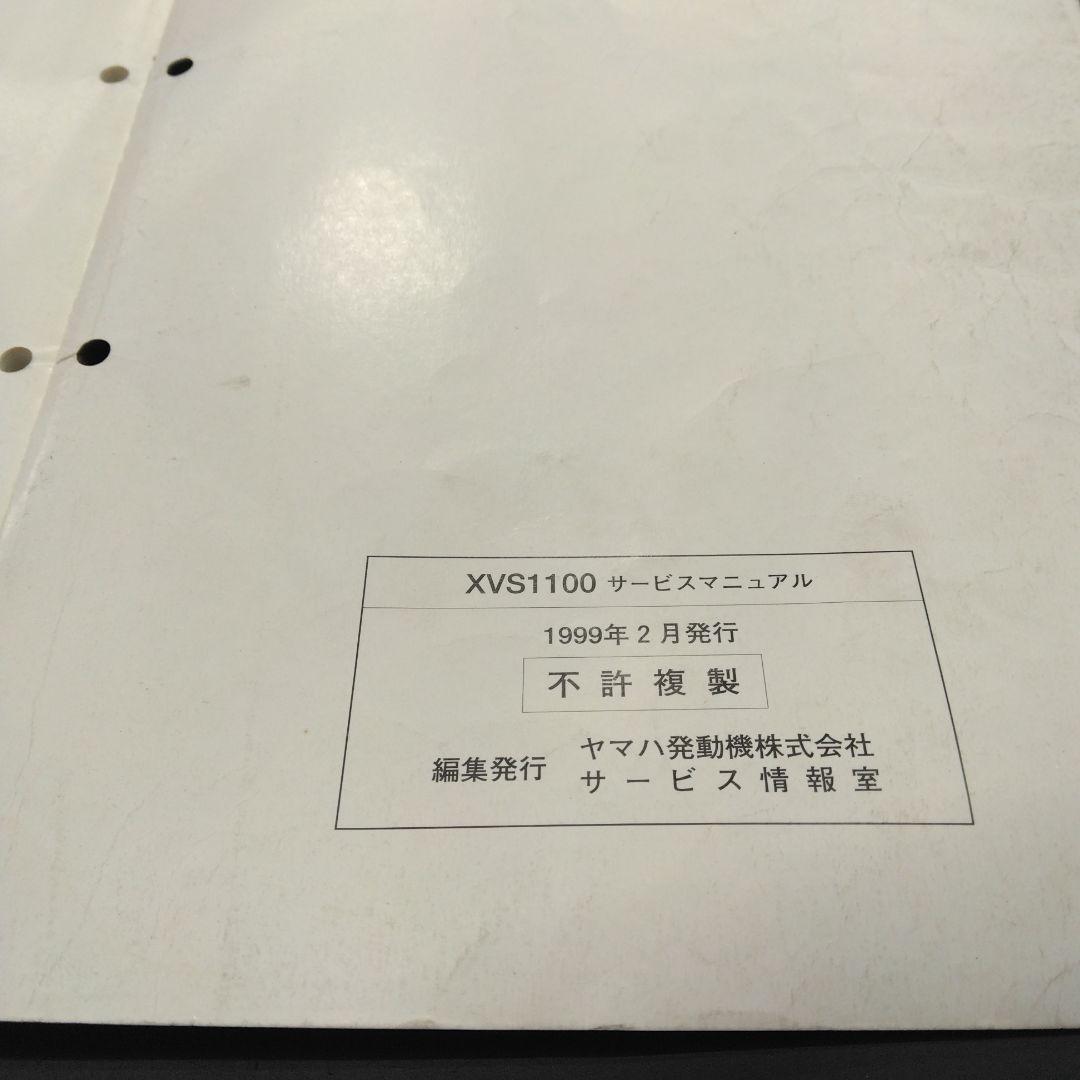 XVS1100 サービスマニュアル
1999年2月発行
不許複製
編集発行 ヤマハ発動機株式会社
サービス情報室